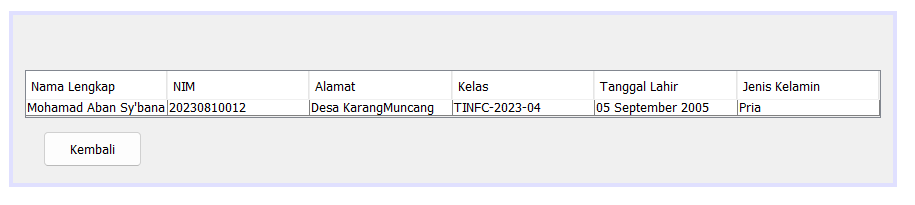 Nama Lengkap NIM Alamat Kelas Tanggal Lahir Jenis Kelamin
Mohamad Aban Sy'bana 20230810012 Desa KarangMuncang TINFC-2023-04 05 September 2005 Pria
Kembali